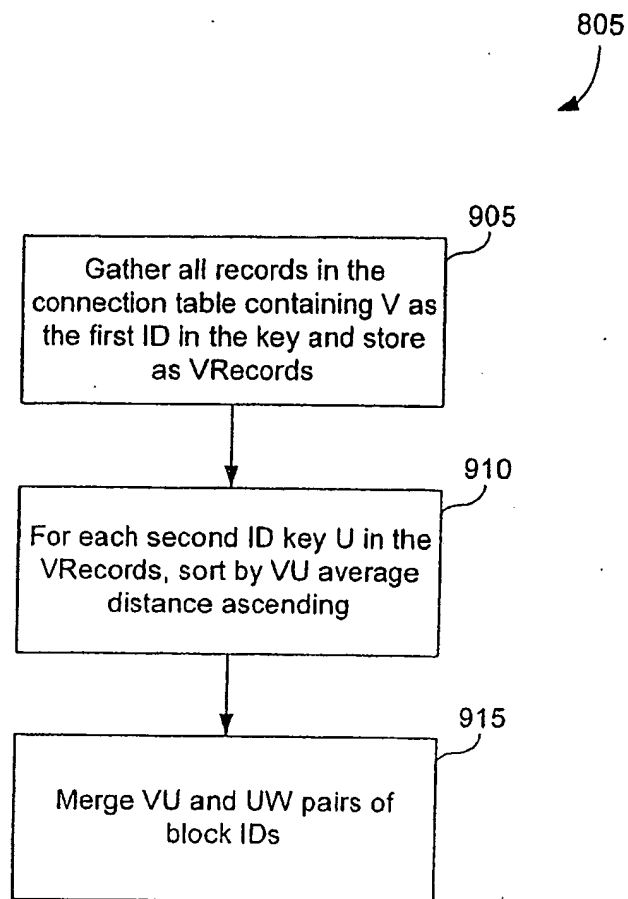 805
905
Gather all records in the
connection table containing V as
the first ID in the key and store
as VRecords
910
For each second ID key U in the
VRecords, sort by VU average
distance ascending
915
Merge VU and UW pairs of
block IDs